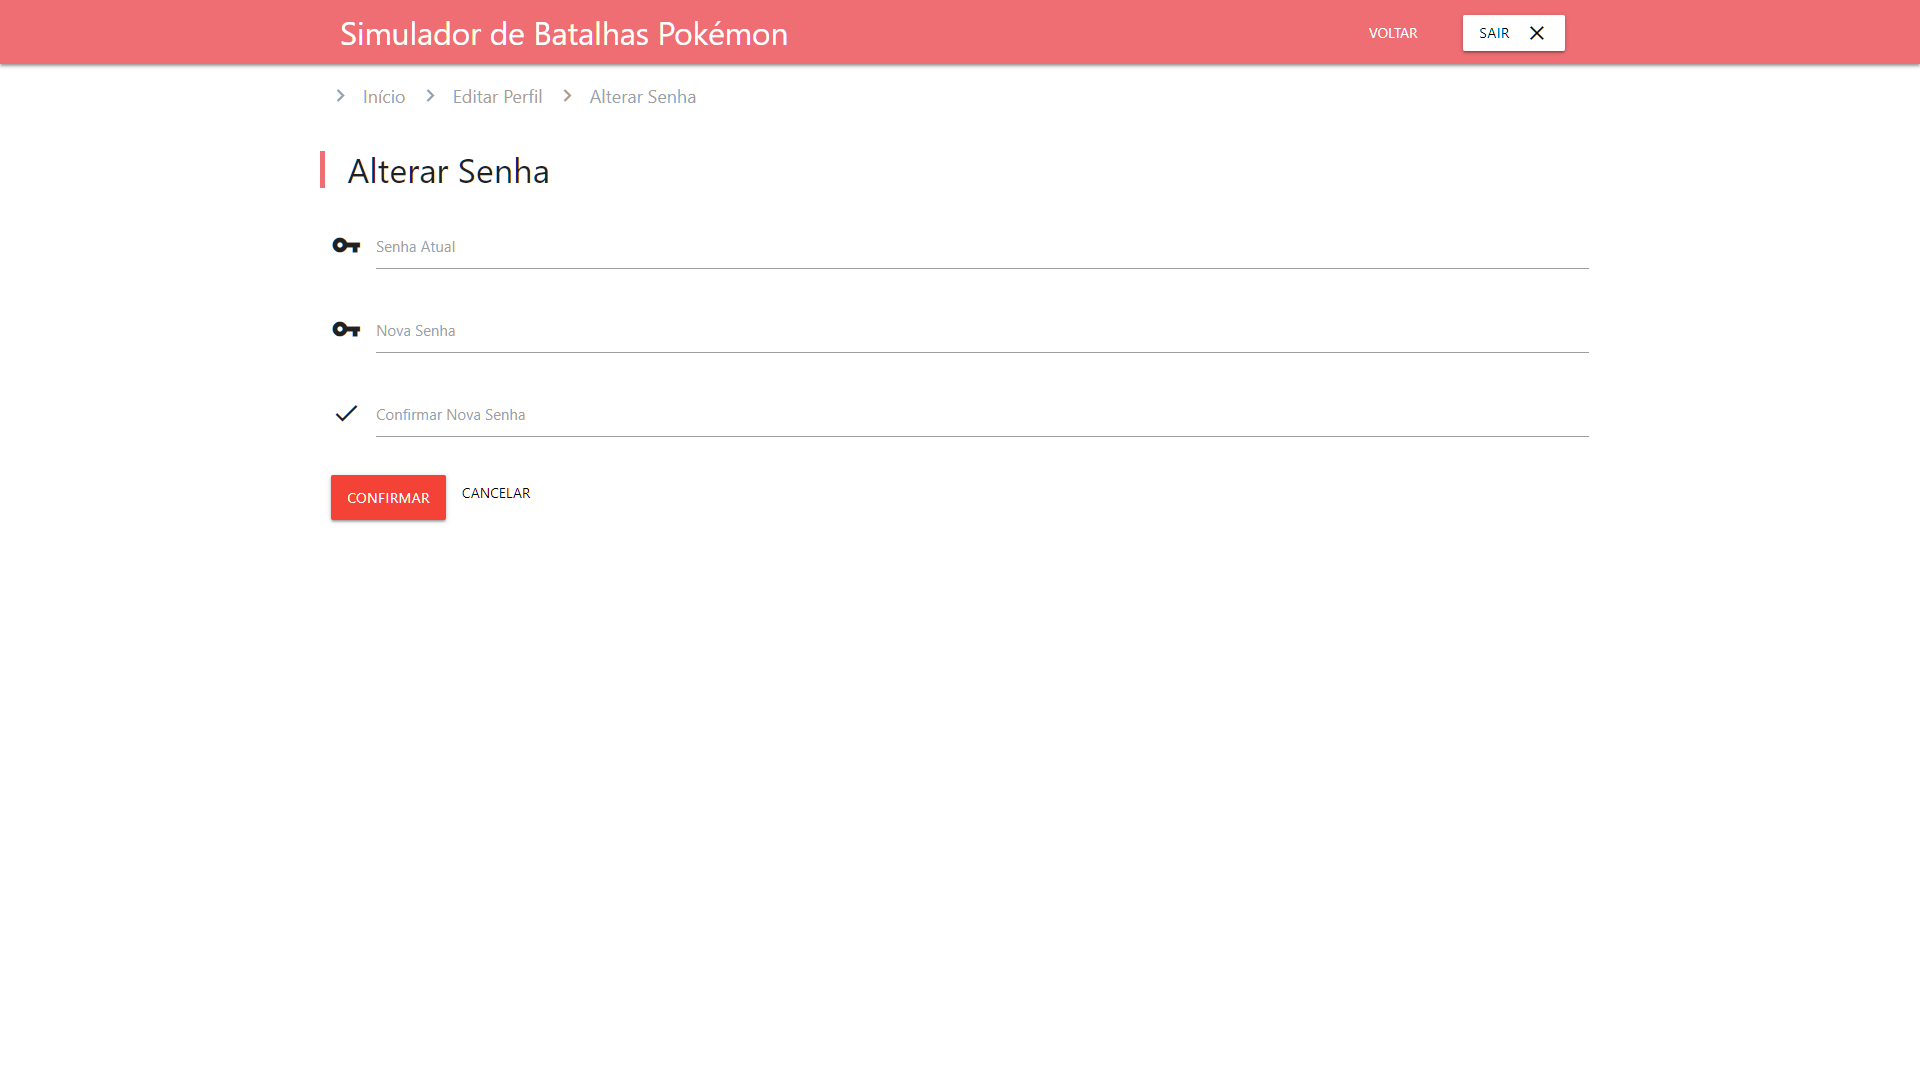 Simulador de Batalhas Pokémon
VOLTAR
SAIR
Início
Editar Perfil
Alterar Senha
Alterar Senha
Senha Atual
Nova Senha
Confirmar Nova Senha
CONFIRMAR
CANCELAR